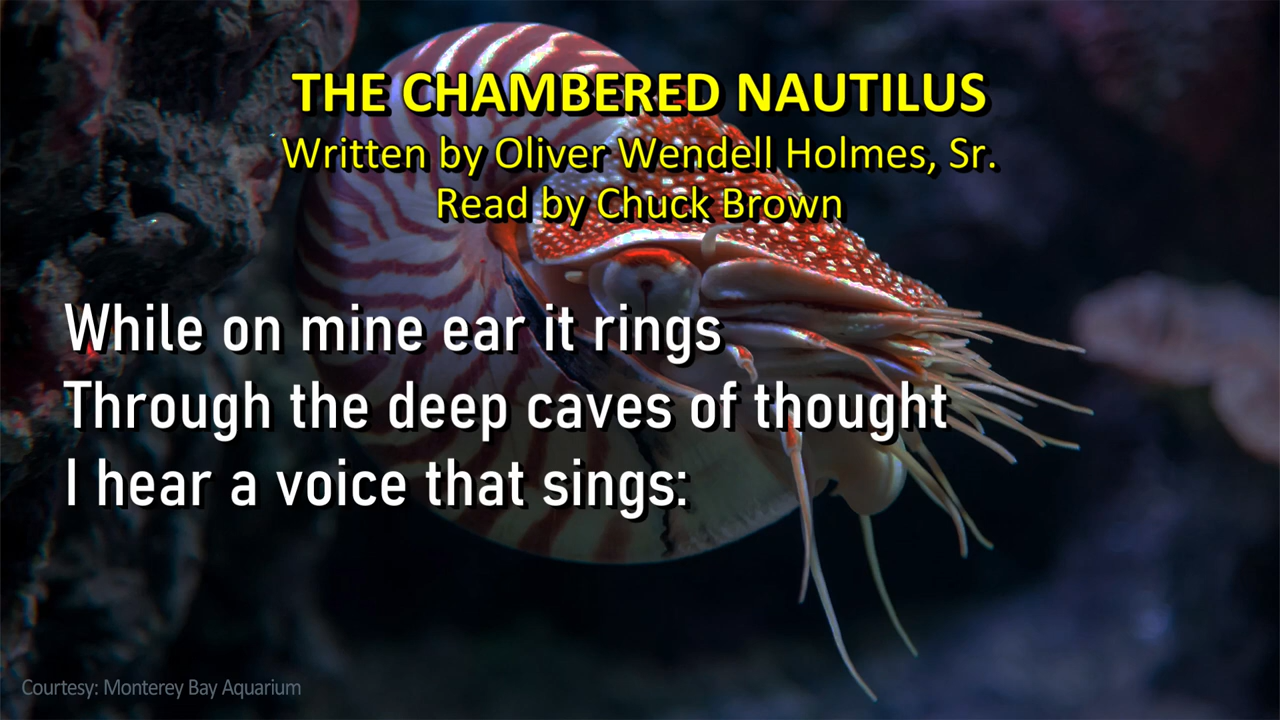 THE CHAMBERED NAUTILUS
Written by Oliver Wendell Holmes, Sr.
Read by Chuck Brown
While on mine ear it rings
Through the deep caves of thought
I hear a voice that sings:
Courtesy: Monterey Bay Aquarium